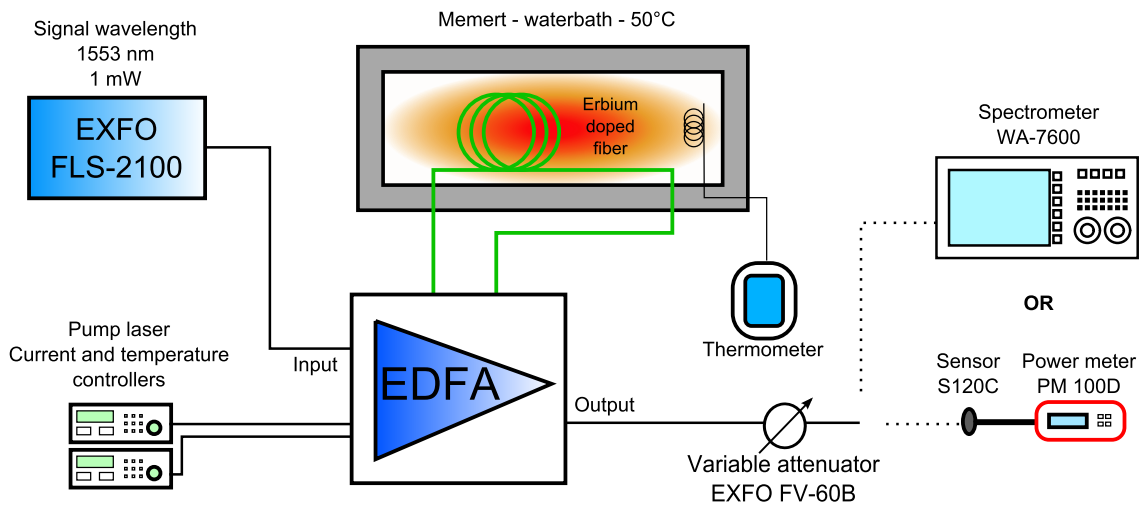 Memert - waterbath - 50°C
Signal wavelength
1553 nm
1 mW
EXFO
FLS-2100
Erbium
doped
fiber
Spectrometer
WA-7600
OR
Thermometer
Pump laser
Current and temperature
controllers
Input
EDFA
Output
Sensor
S120C
Power meter
PM 100D
Variable attenuator
EXFO FV-60B